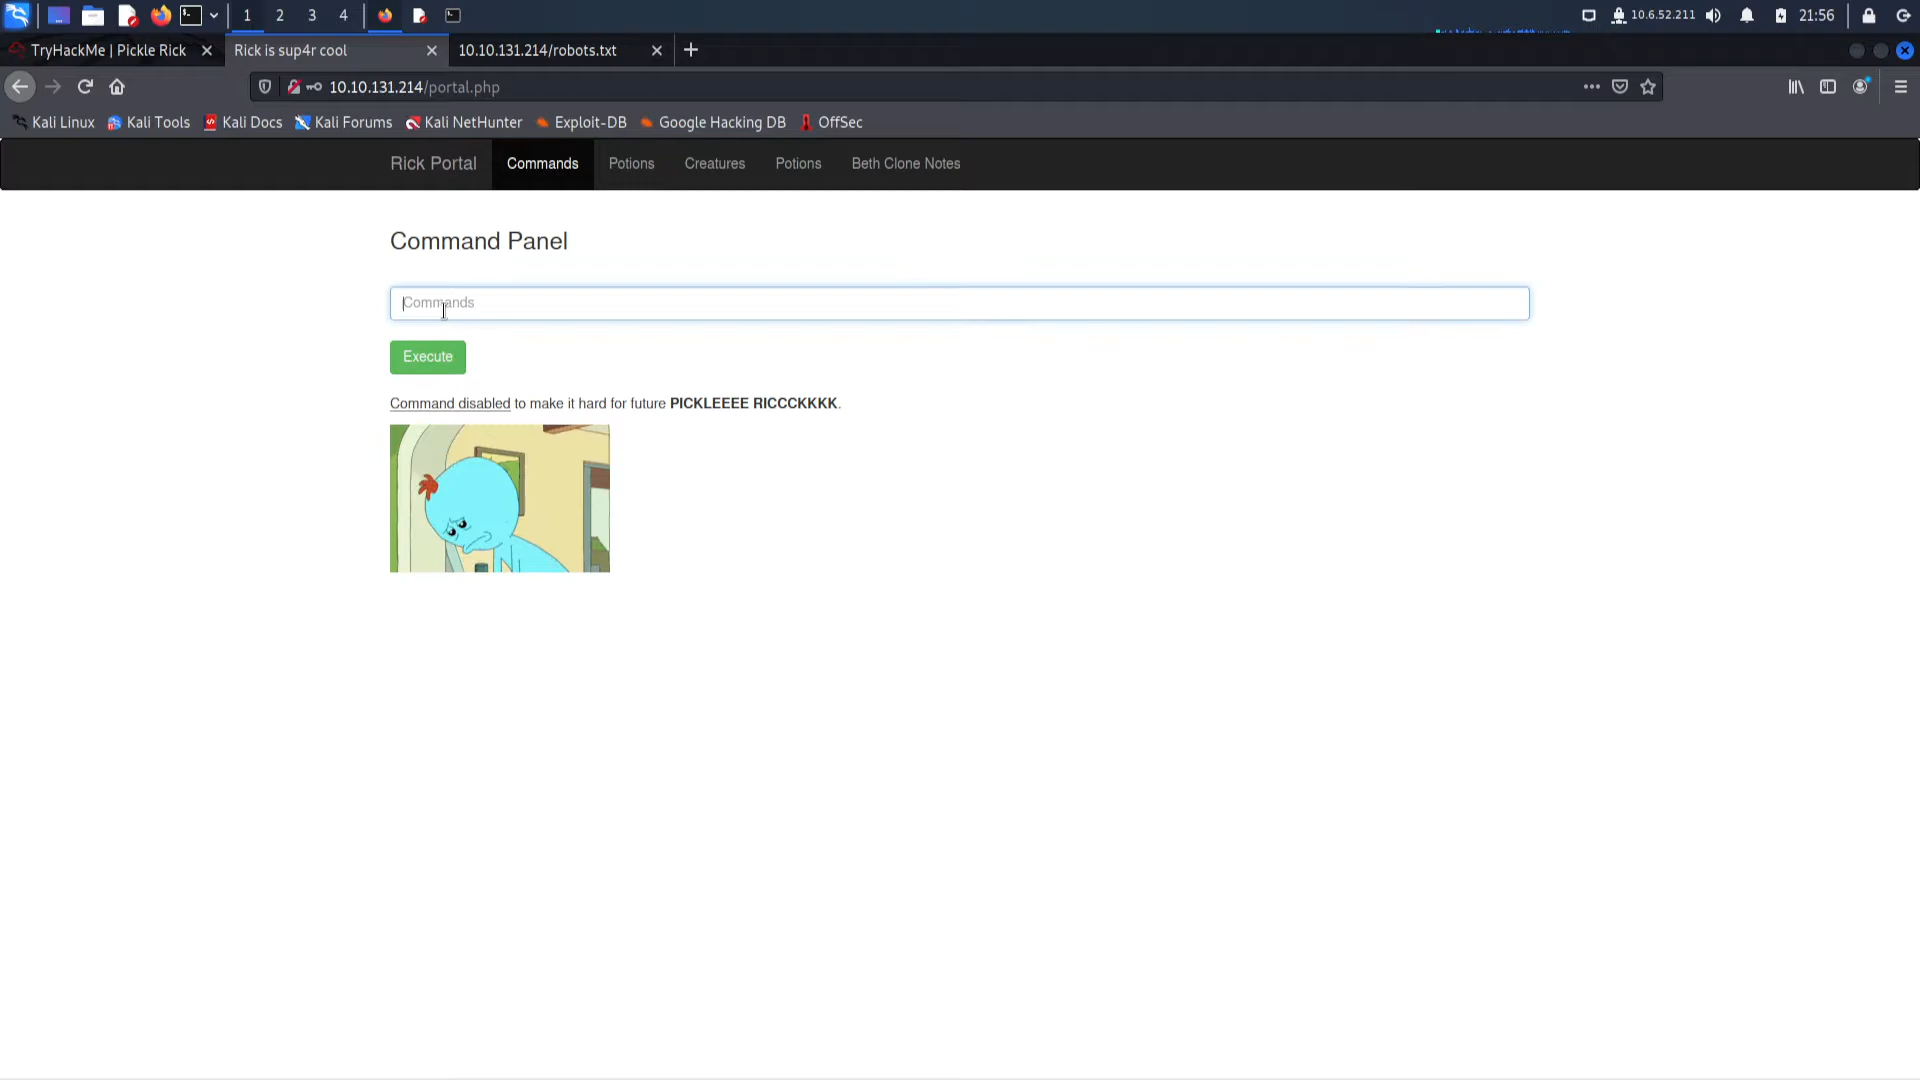 1 2 3 4 10.6.52.211 21:56
TryHackMe | Pickle Rick Rick is sup4r cool 10.10.131.214/robots.txt
10.10.131.214/portal.php
Kali Linux Kali Tools Kali Docs Kali Forums Kali NetHunter Exploit-DB Google Hacking DB OffSec
Rick Portal Commands Potions Creatures Potions Beth Clone Notes
Command Panel
Commands
Execute
Command disabled to make it hard for future PICKLEEEE RICCCKKKK.